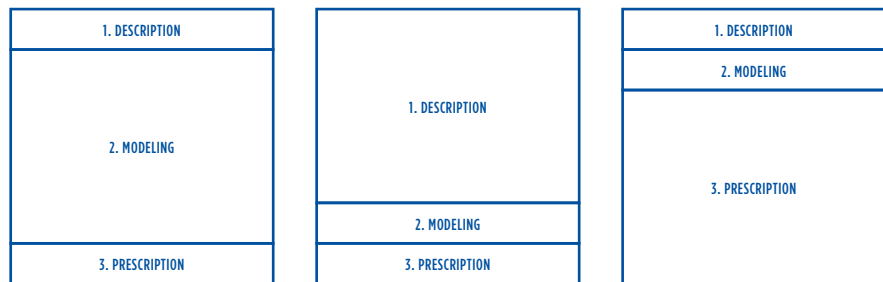 1. DESCRIPTION
2. MODELING
3. PRESCRIPTION
1. DESCRIPTION
2. MODELING
3. PRESCRIPTION
1. DESCRIPTION
2. MODELING
3. PRESCRIPTION